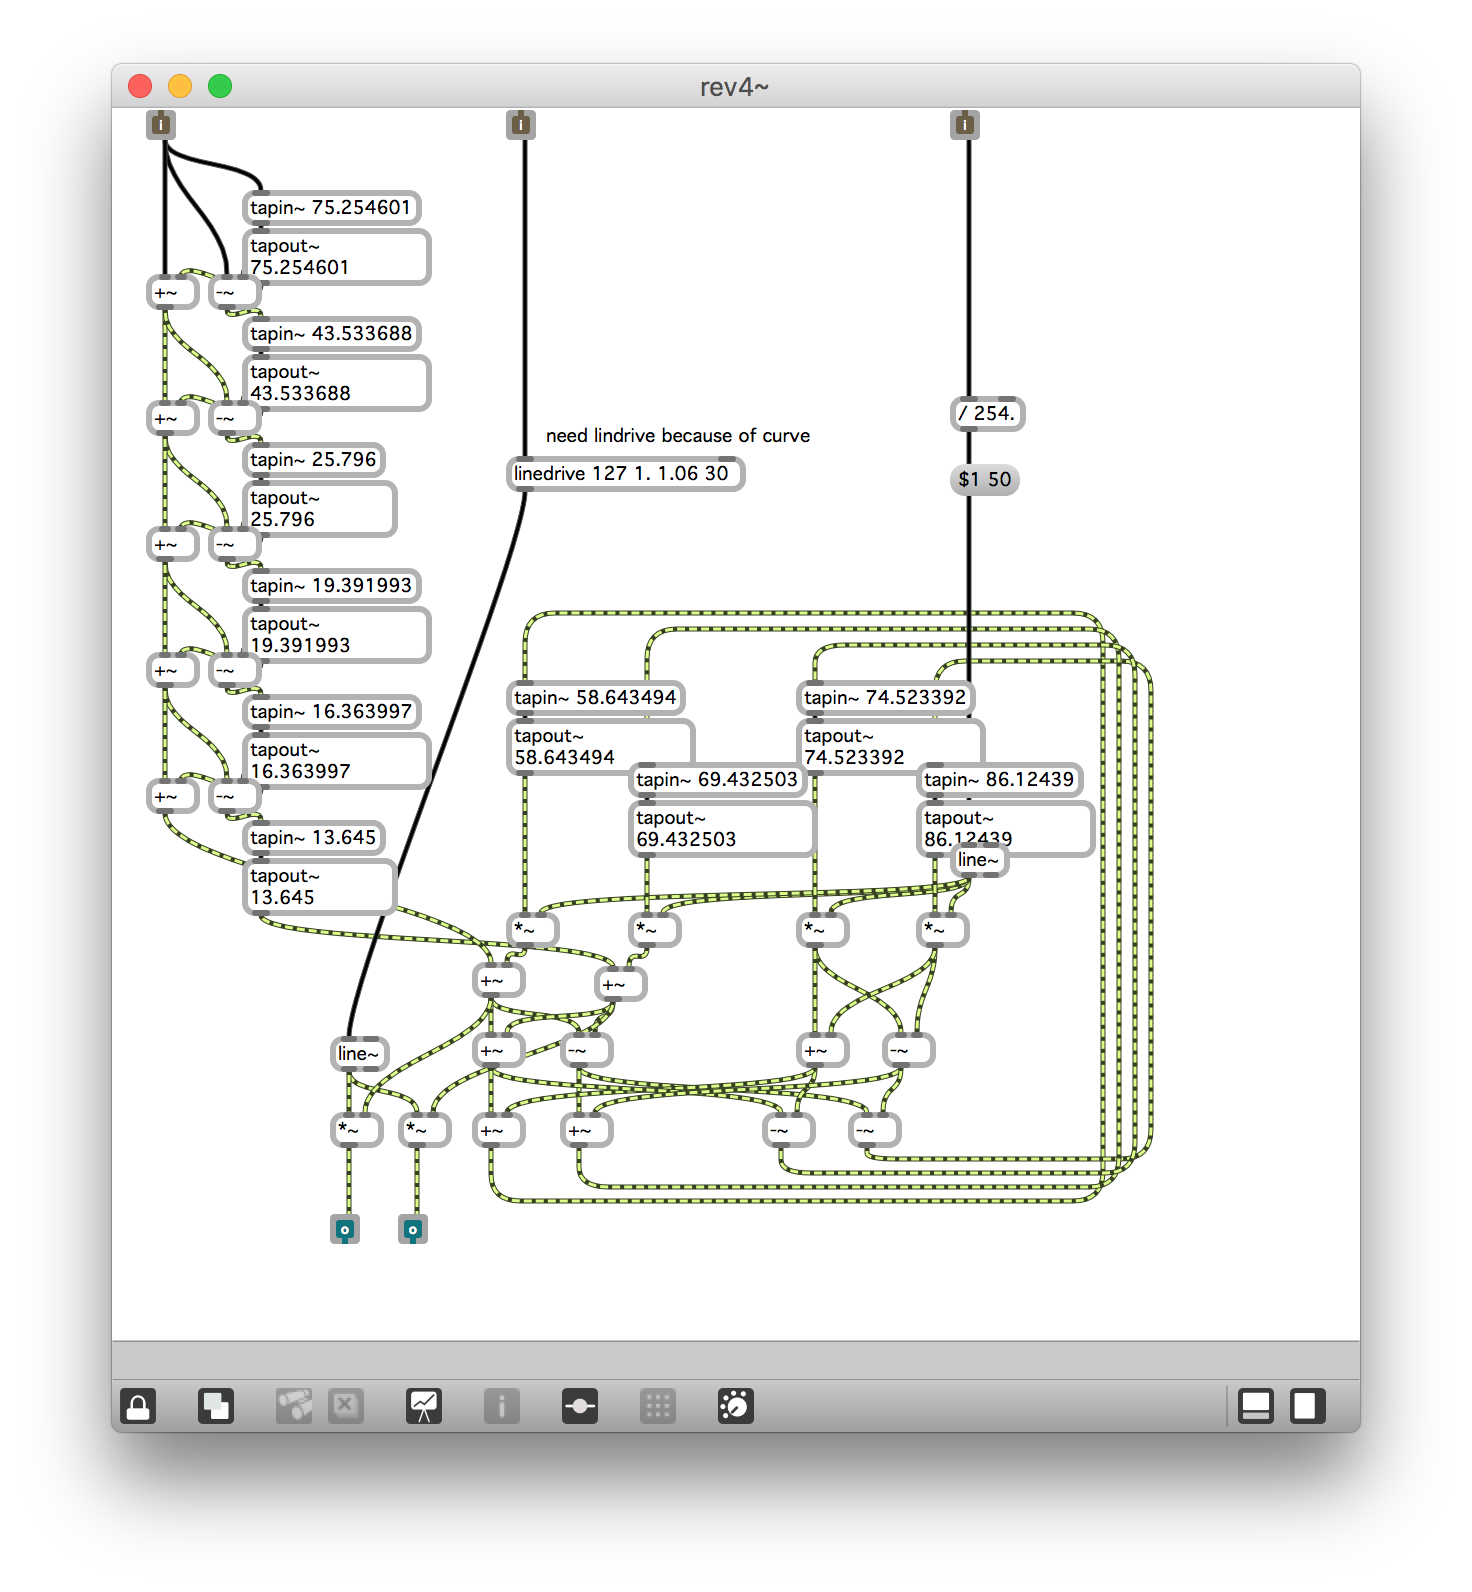 rev4~
i
i
i
tapin~ 75.254601
tapout~
75.254601
+~
-~
tapin~ 43.533688
tapout~
43.533688
+~
-~
tapin~ 25.796
tapout~
25.796
+~
-~
tapin~ 19.391993
tapout~
19.391993
+~
-~
tapin~ 16.363997
tapout~
16.363997
+~
-~
tapin~ 13.645
tapout~
13.645
need lindrive because of curve
linedrive 127 1. 1.06 30
/ 254.
$1 50
tapin~ 58.643494
tapout~
58.643494
tapin~ 69.432503
tapout~
69.432503
tapin~ 74.523392
tapout~
74.523392
tapin~ 86.12439
tapout~
86.12439
line~
*~
*~
*~
*~
+~
+~
line~
+~
-~
+~
-~
*~
*~
+~
+~
-~
-~
o
o
i